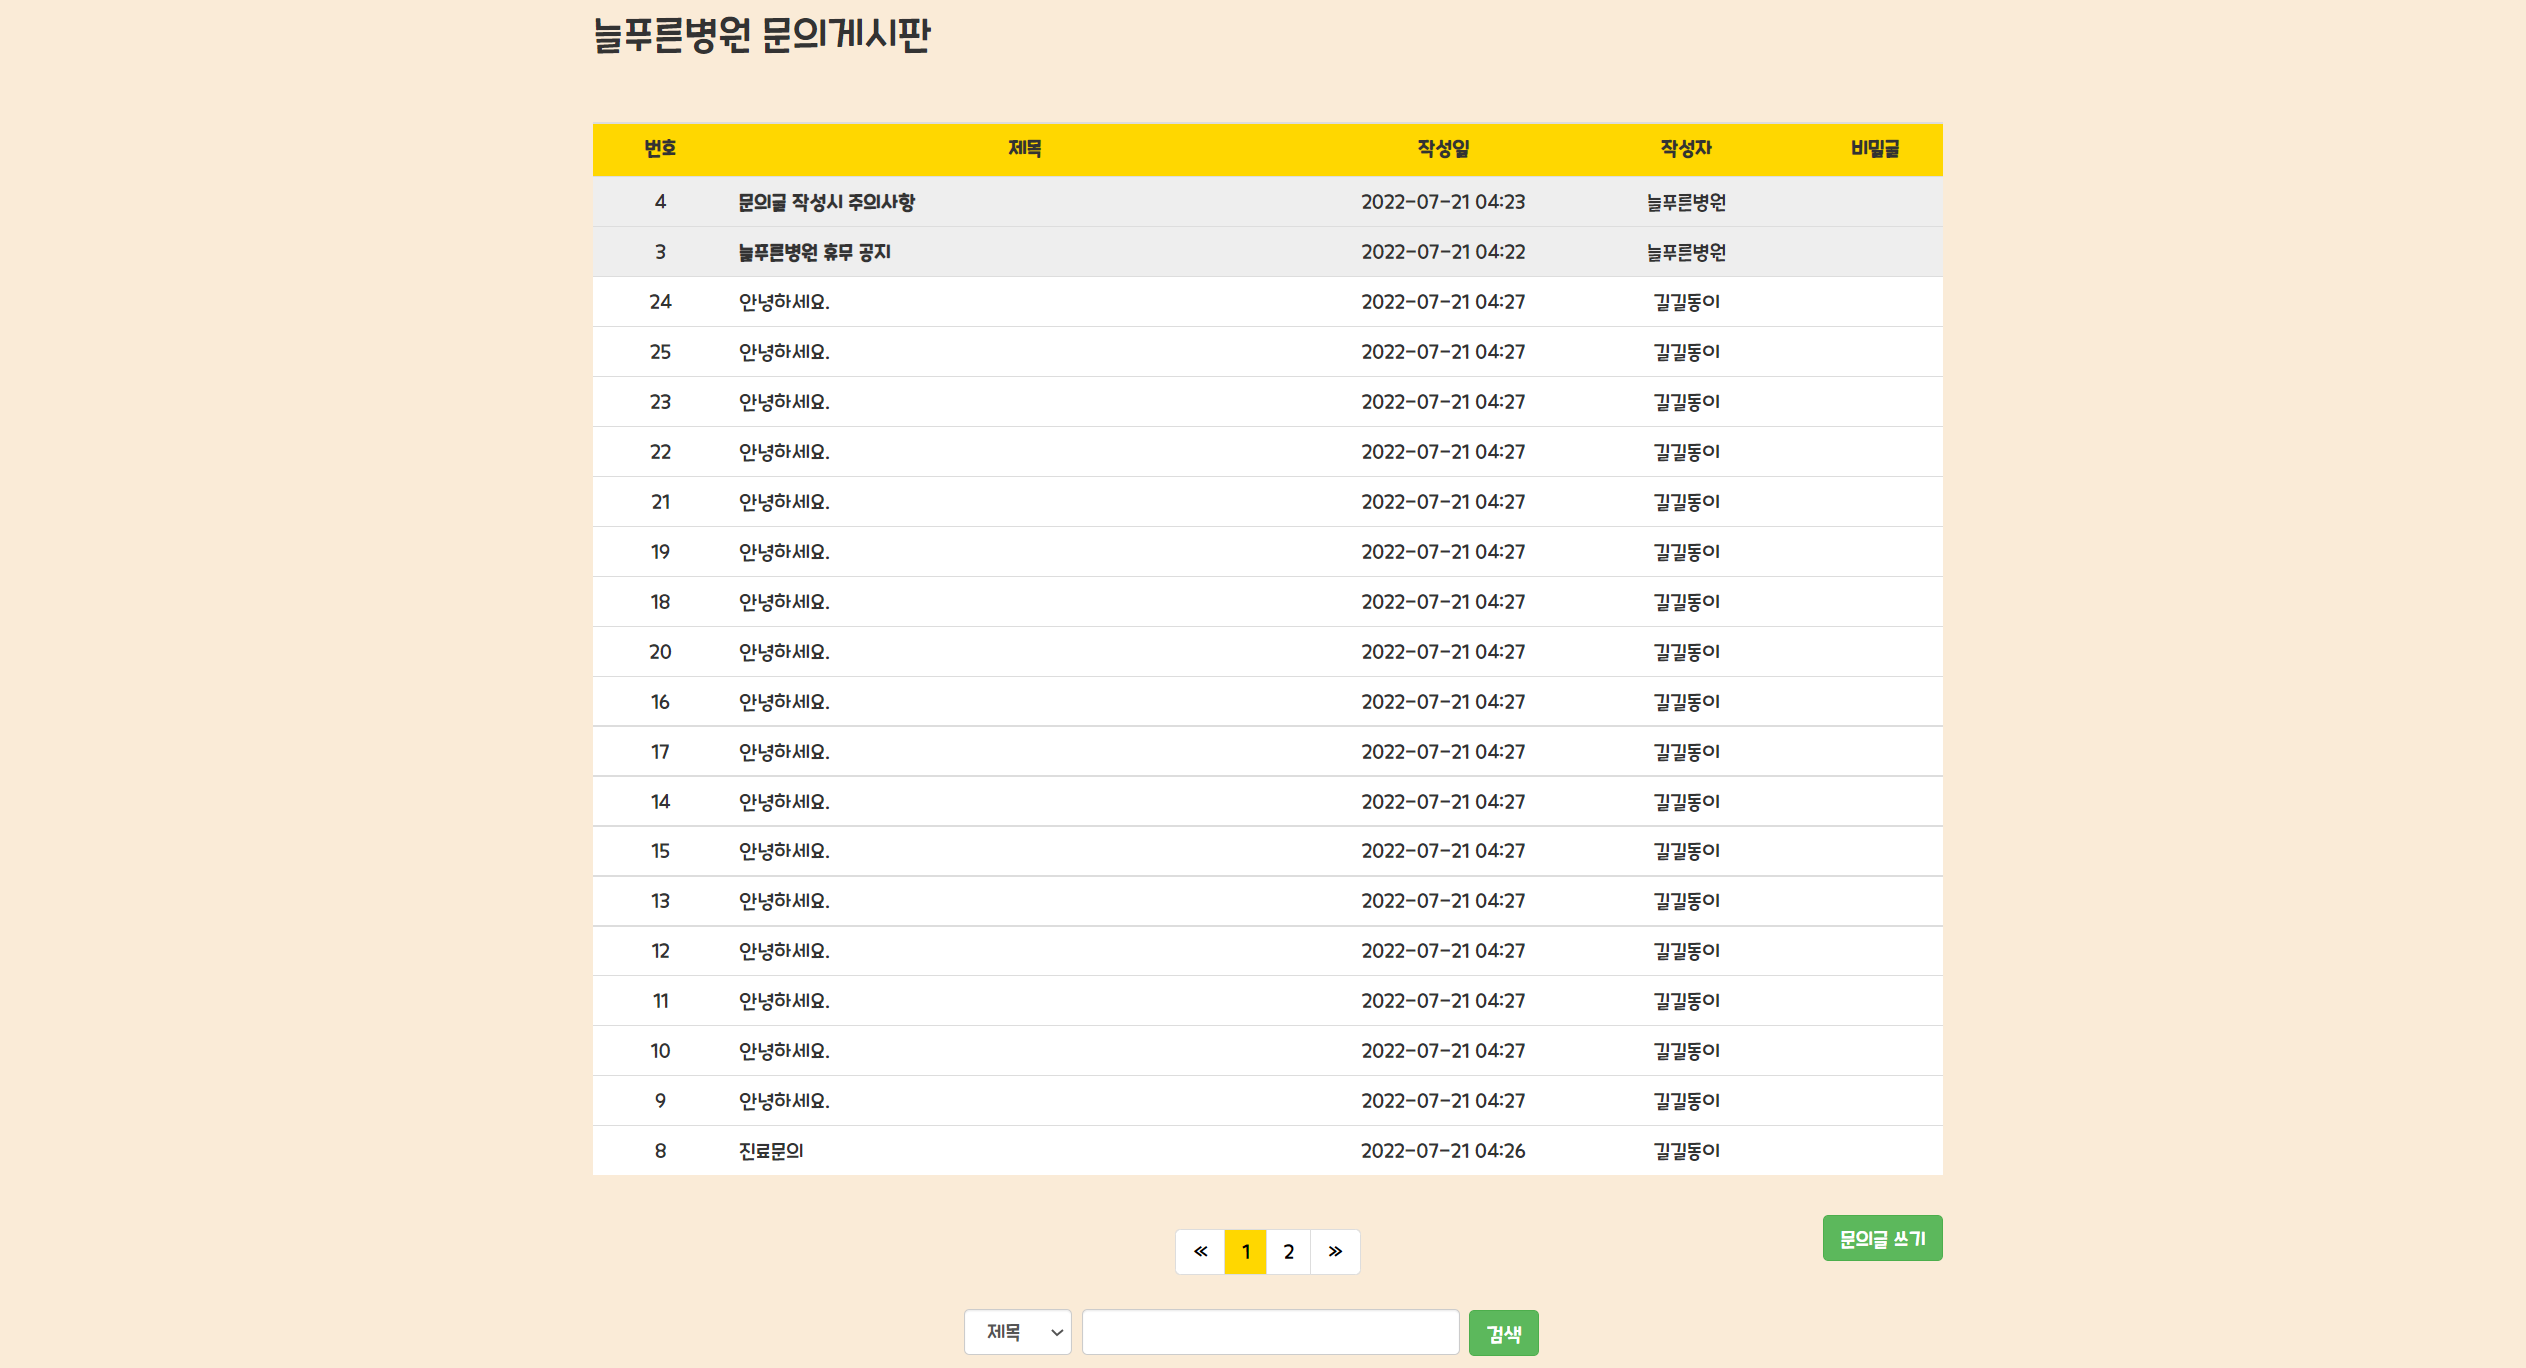 늘푸른병원 문의게시판
번호 제목 작성일 작성자 비밀글
4 문의글 작성시 주의사항 2022-07-21 04:23 늘푸른병원
3 늘푸른병원 휴무 공지 2022-07-21 04:22 늘푸른병원
24 안녕하세요. 2022-07-21 04:27 길길동이
25 안녕하세요. 2022-07-21 04:27 길길동이
23 안녕하세요. 2022-07-21 04:27 길길동이
22 안녕하세요. 2022-07-21 04:27 길길동이
21 안녕하세요. 2022-07-21 04:27 길길동이
19 안녕하세요. 2022-07-21 04:27 길길동이
18 안녕하세요. 2022-07-21 04:27 길길동이
20 안녕하세요. 2022-07-21 04:27 길길동이
16 안녕하세요. 2022-07-21 04:27 길길동이
17 안녕하세요. 2022-07-21 04:27 길길동이
14 안녕하세요. 2022-07-21 04:27 길길동이
15 안녕하세요. 2022-07-21 04:27 길길동이
13 안녕하세요. 2022-07-21 04:27 길길동이
12 안녕하세요. 2022-07-21 04:27 길길동이
11 안녕하세요. 2022-07-21 04:27 길길동이
10 안녕하세요. 2022-07-21 04:27 길길동이
9 안녕하세요. 2022-07-21 04:27 길길동이
8 진료문의 2022-07-21 04:26 길길동이
문의글 쓰기
« 1 2 »
제목 검색